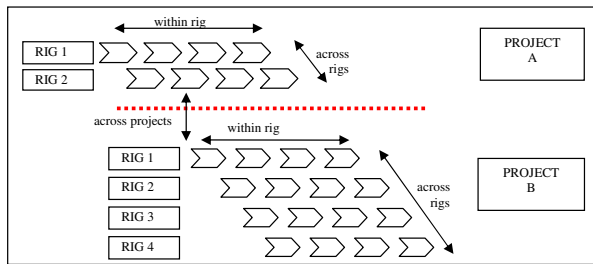 within rig
RIG 1
RIG 2
across
rigs
PROJECT
A
across projects
within rig
RIG 1
RIG 2
RIG 3
RIG 4
across
rigs
PROJECT
B